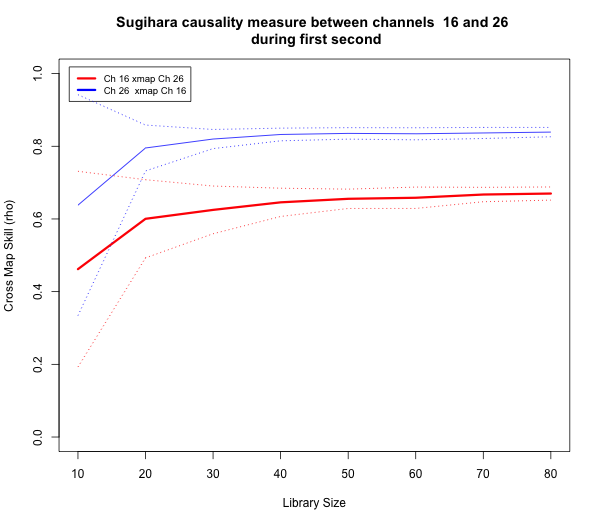 Sugihara causality measure between channels  16 and 26
during first second
Ch 16 xmap Ch 26
Ch 26  xmap Ch 16
Cross Map Skill (rho)
1.0
0.8
0.6
0.4
0.2
0.0
10 20 30 40 50 60 70 80
Library Size